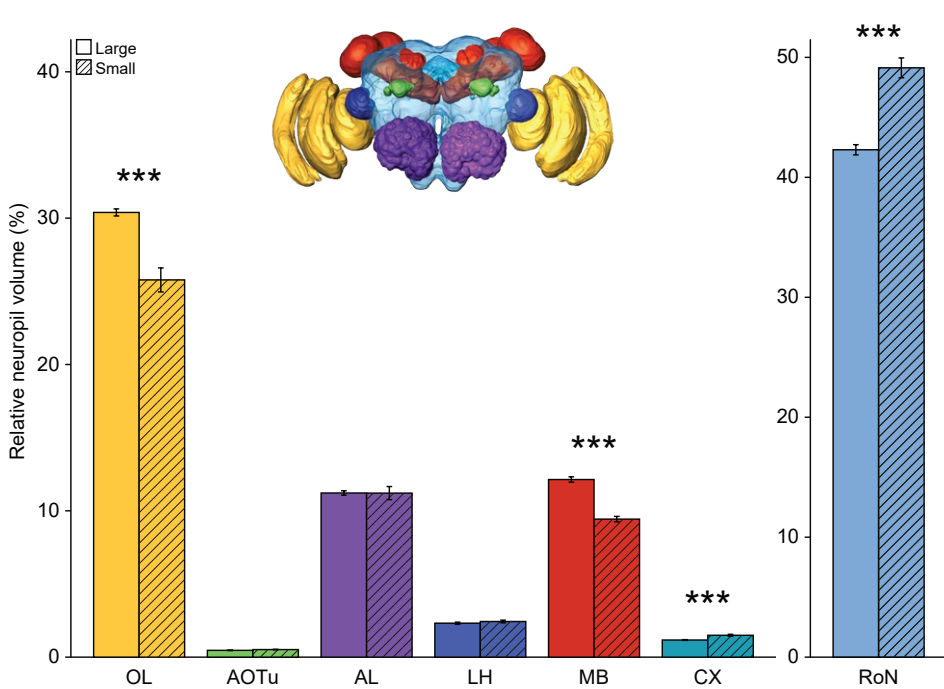 Large
Small
Relative neuropil volume (%)
40
30
20
10
0
***
***
***
OL
AOTu
AL
LH
MB
CX
***
50
40
30
20
10
0
RoN